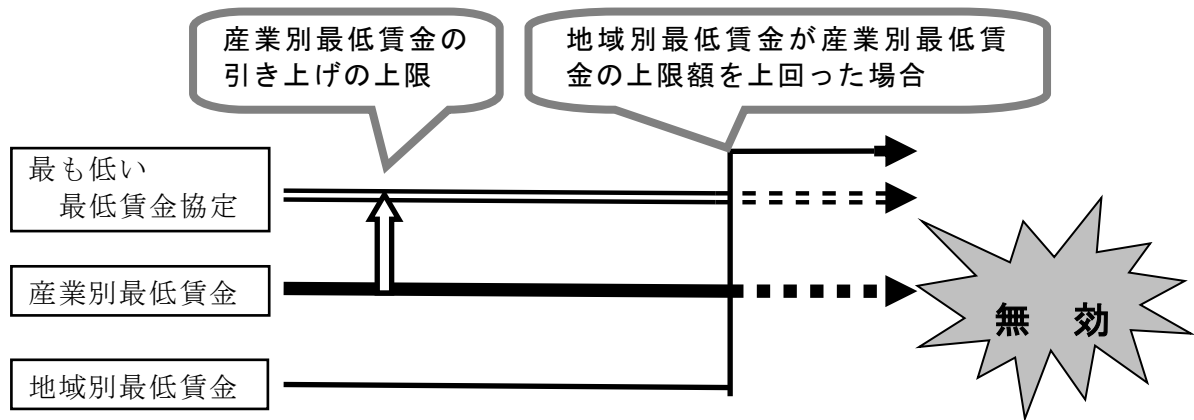 産業別最低賃金の
引き上げの上限
地域別最低賃金が産業別最低賃
金の上限額を上回った場合
最も低い
最低賃金協定
産業別最低賃金
地域別最低賃金
無　効